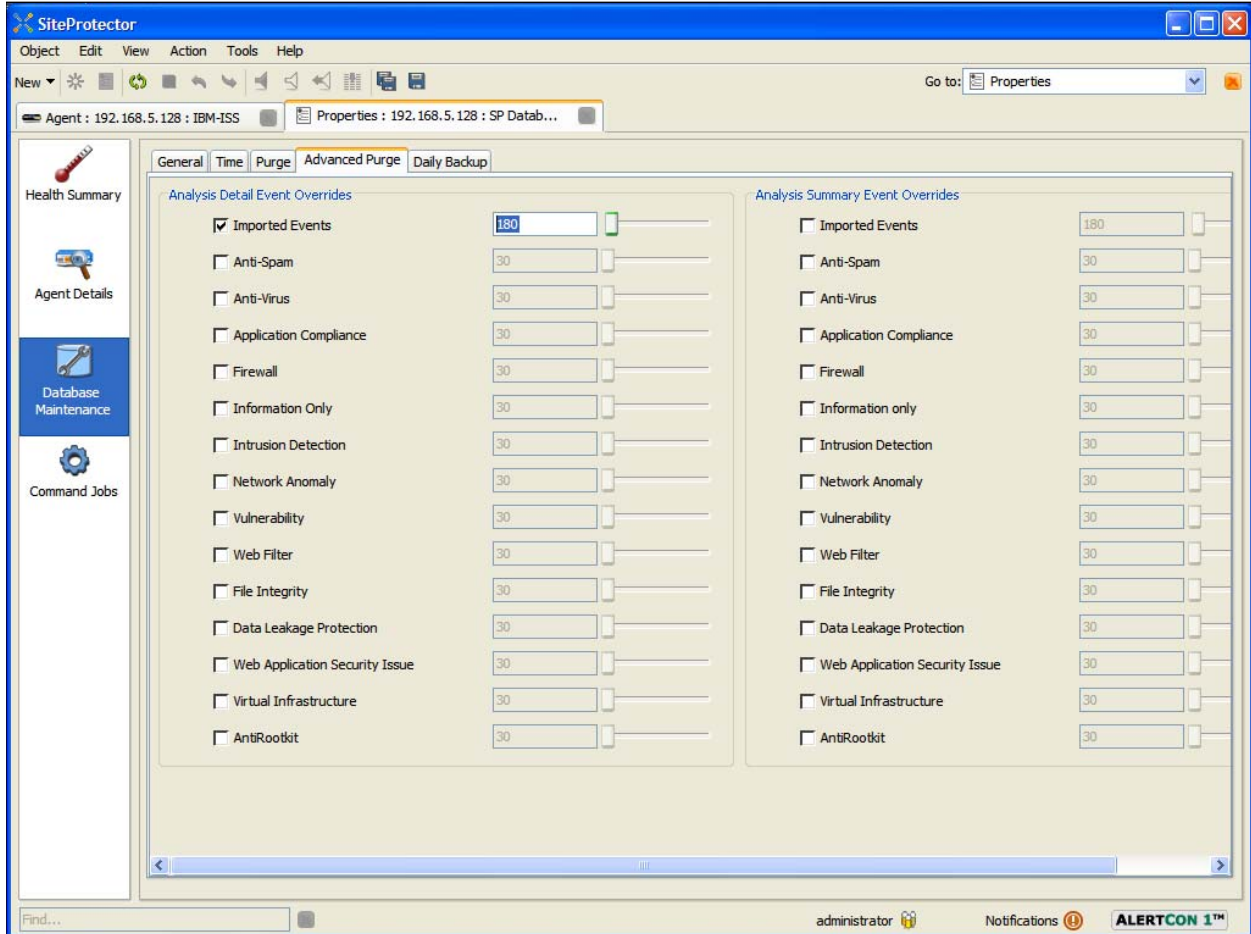 SiteProtector
Object Edit View Action Tools Help
New Go to: Properties
Agent : 192.168.5.128 : IBM-ISS Properties : 192.168.5.128 : SP Datab...
Health Summary
Agent Details
Database
Maintenance
Command Jobs
General Time Purge Advanced Purge Daily Backup
Analysis Detail Event Overrides
Imported Events 180
Anti-Spam 30
Anti-Virus 30
Application Compliance 30
Firewall 30
Information Only 30
Intrusion Detection 30
Network Anomaly 30
Vulnerability 30
Web Filter 30
File Integrity 30
Data Leakage Protection 30
Web Application Security Issue 30
Virtual Infrastructure 30
AntiRootkit 30
Analysis Summary Event Overrides
Imported Events 180
Anti-Spam 30
Anti-Virus 30
Application Compliance 30
Firewall 30
Information only 30
Intrusion Detection 30
Network Anomaly 30
Vulnerability 30
Web Filter 30
File Integrity 30
Data Leakage Protection 30
Web Application Security Issue 30
Virtual Infrastructure 30
AntiRootkit 30
Find... administrator Notifications ALERTCON 1™